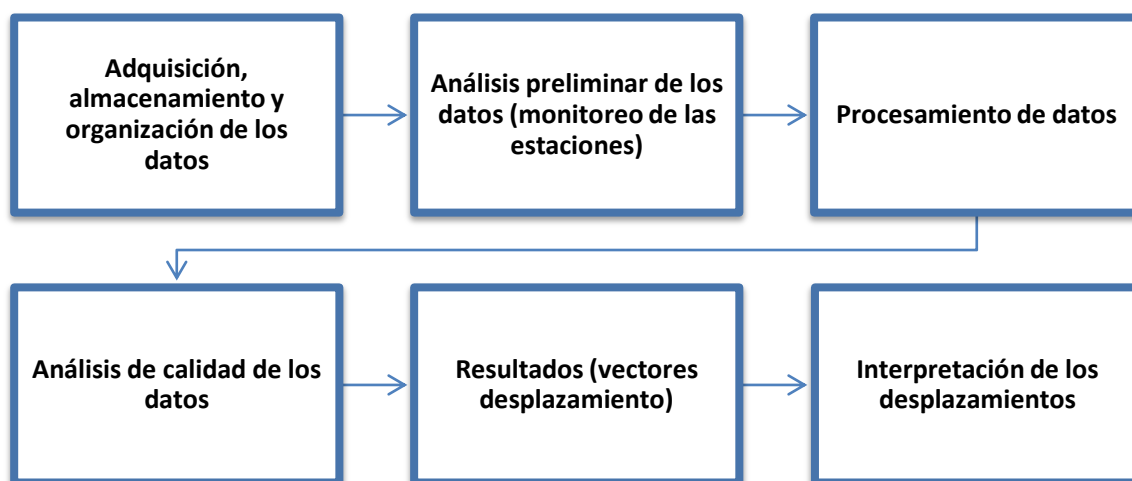 Adquisición,
almacenamiento y
organización de los
datos
Análisis preliminar de los
datos (monitoreo de las
estaciones)
Procesamiento de datos
Análisis de calidad de los
datos
Resultados (vectores
desplazamiento)
Interpretación de los
desplazamientos